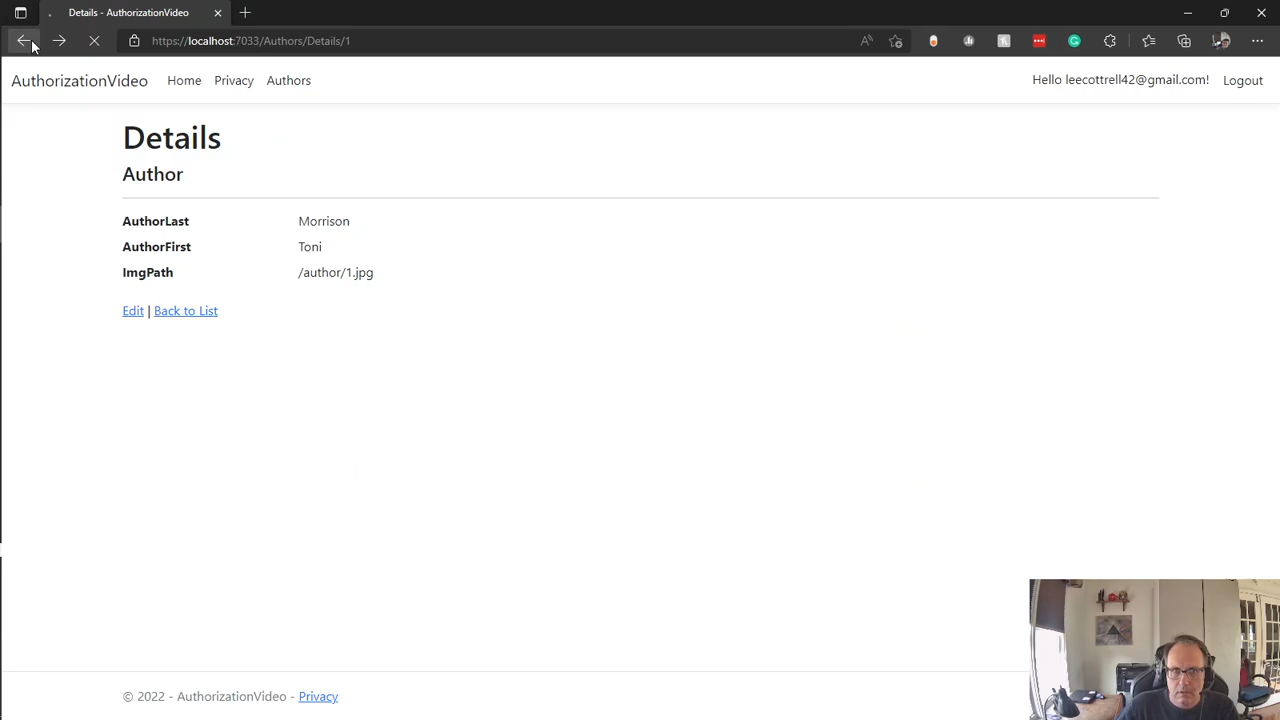 Details - AuthorizationVideo
https://localhost:7033/Authors/Details/1
AuthorizationVideo Home Privacy Authors Hello leecottrell42@gmail.com! Logout
Details
Author
AuthorLast Morrison
AuthorFirst Toni
ImgPath /author/1.jpg
Edit | Back to List
© 2022 - AuthorizationVideo - Privacy